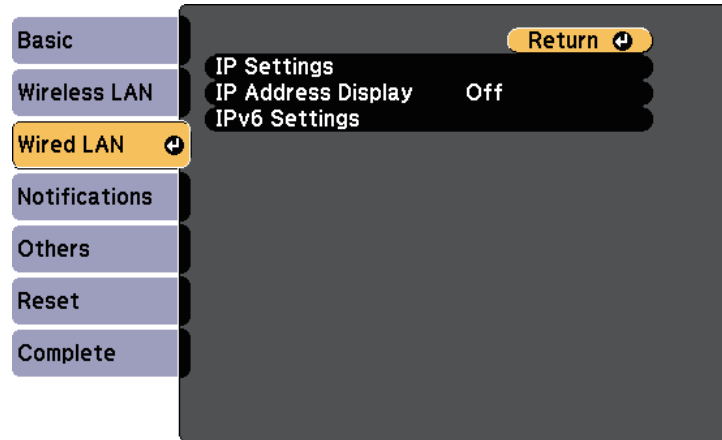 Basic
Wireless LAN
Wired LAN
Notifications
Others
Reset
Complete
Return
IP Settings
IP Address Display Off
IPv6 Settings